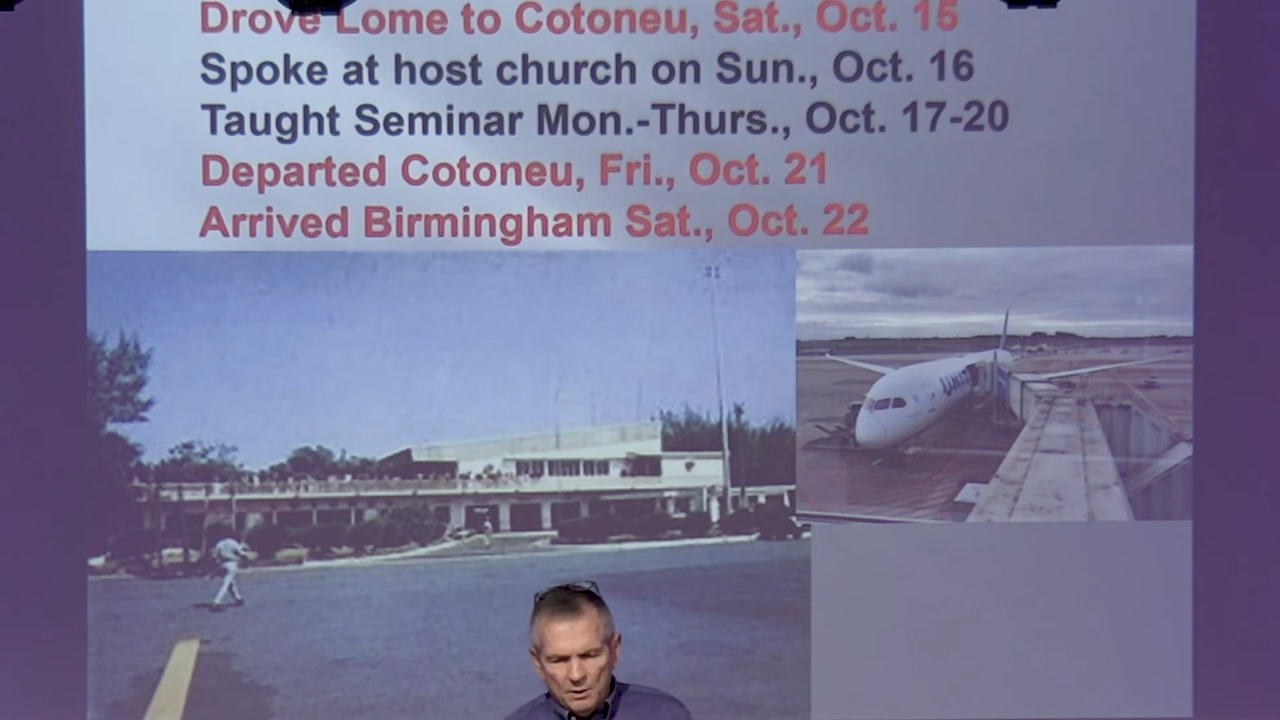 Drove Lome to Cotoneu, Sat., Oct. 15
Spoke at host church on Sun., Oct. 16
Taught Seminar Mon.-Thurs., Oct. 17-20
Departed Cotoneu, Fri., Oct. 21
Arrived Birmingham Sat., Oct. 22